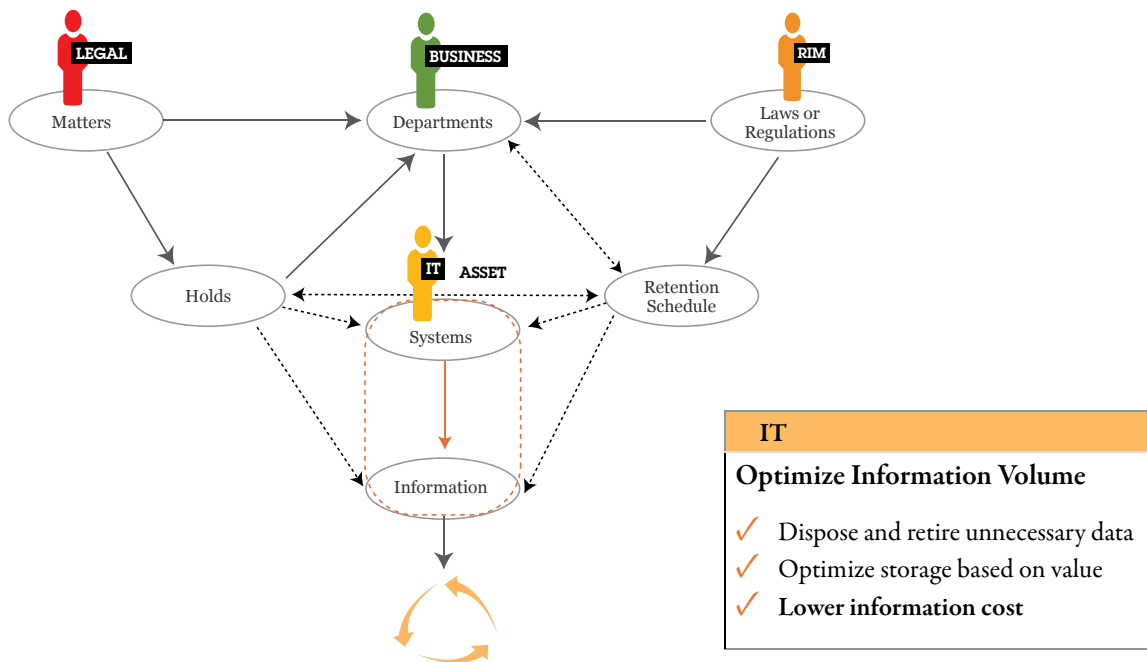 LEGAL
BUSINESS
RIM
Matters
Departments
Laws or
Regulations
IT
ASSET
Holds
Retention
Schedule
Systems
Information
IT
Optimize Information Volume
✓ Dispose and retire unnecessary data
✓ Optimize storage based on value
✓ Lower information cost